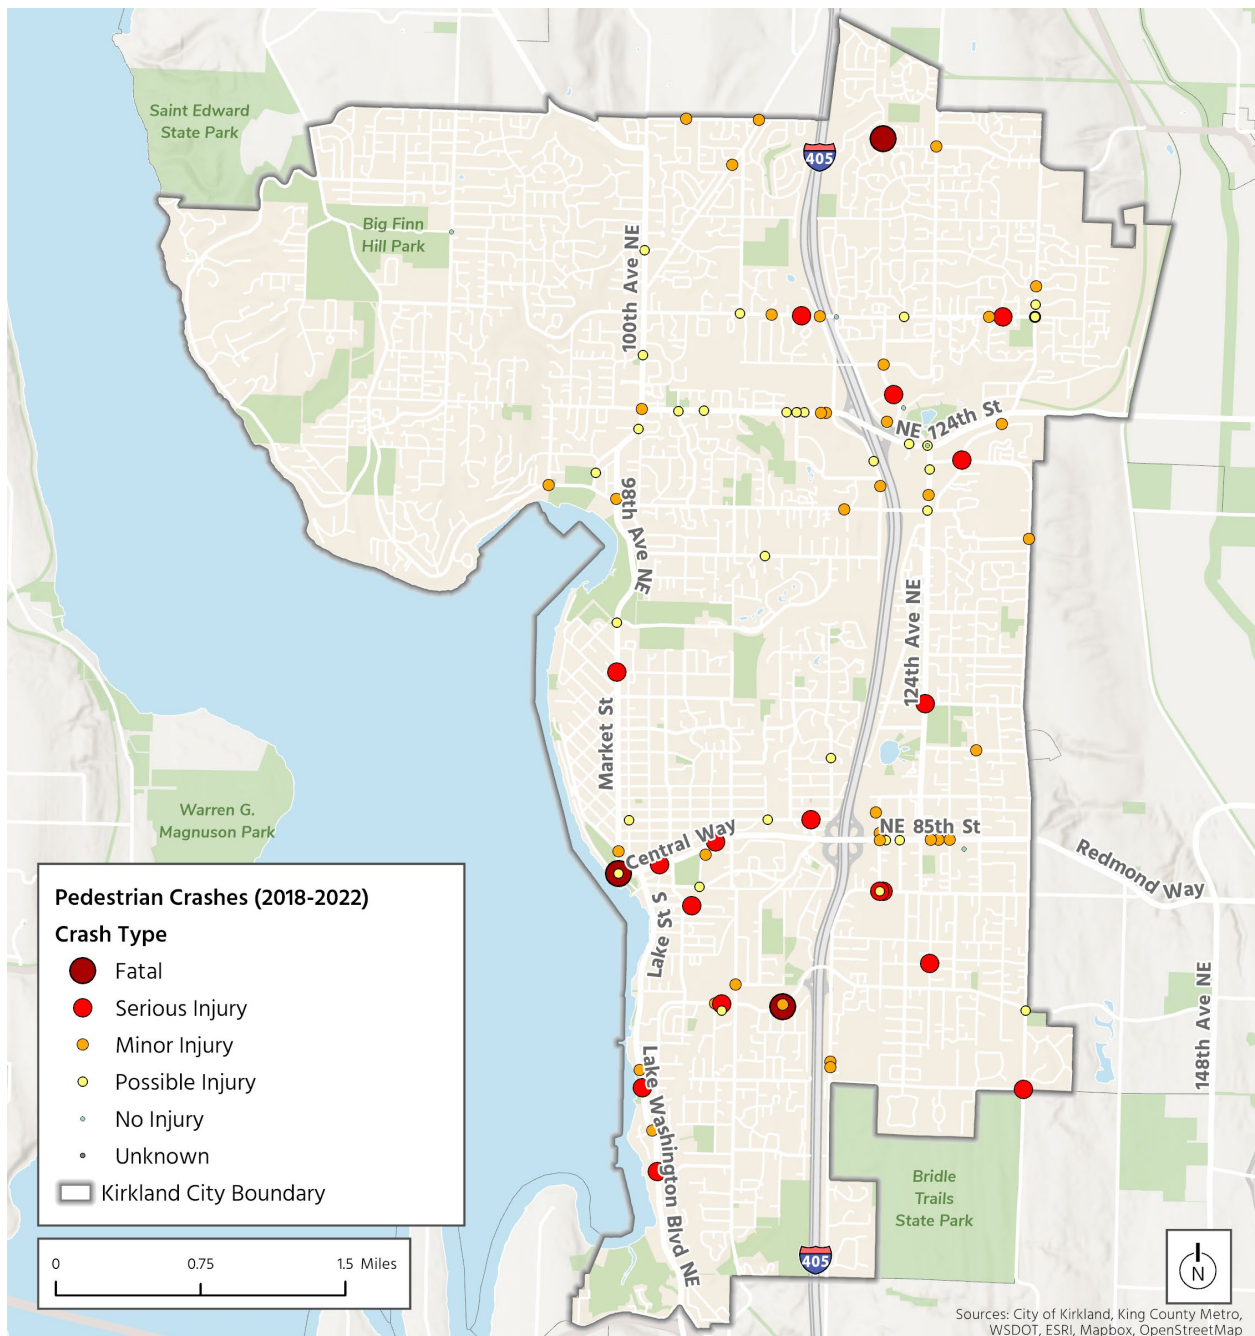 Saint Edward
State Park
405
Big Finn
Hill Park
100th Ave NE
NE 124th St
98th Ave NE
124th Ave NE
Market St
Warren G.
Magnuson Park
Central Way
NE 85th St
Redmond Way
Lake St S
148th Ave NE
Lake Washington Blvd NE
Bridle
Trails
State Park
405
Pedestrian Crashes (2018-2022)
Crash Type
Fatal
Serious Injury
Minor Injury
Possible Injury
No Injury
Unknown
Kirkland City Boundary
0 0.75 1.5 Miles
N
Sources: City of Kirkland, King County Metro,
WSDOT, ESRI, Mapbox, OpenStreetMap